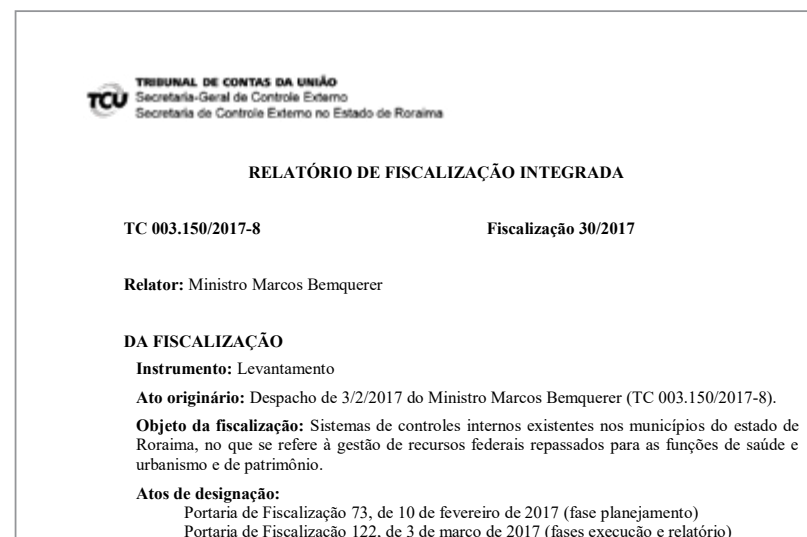 TCU
TRIBUNAL DE CONTAS DA UNIÃO
Secretaria-Geral de Controle Externo
Secretaria de Controle Externo no Estado de Roraima
RELATÓRIO DE FISCALIZAÇÃO INTEGRADA
TC 003.150/2017-8 Fiscalização 30/2017
Relator: Ministro Marcos Bemquerer
DA FISCALIZAÇÃO
Instrumento: Levantamento
Ato originário: Despacho de 3/2/2017 do Ministro Marcos Bemquerer (TC 003.150/2017-8).
Objeto da fiscalização: Sistemas de controles internos existentes nos municípios do estado de
Roraima, no que se refere à gestão de recursos federais repassados para as funções de saúde e
urbanismo e de patrimônio.
Atos de designação:
Portaria de Fiscalização 73, de 10 de fevereiro de 2017 (fase planejamento)
Portaria de Fiscalização 122, de 3 de março de 2017 (fases execução e relatório)